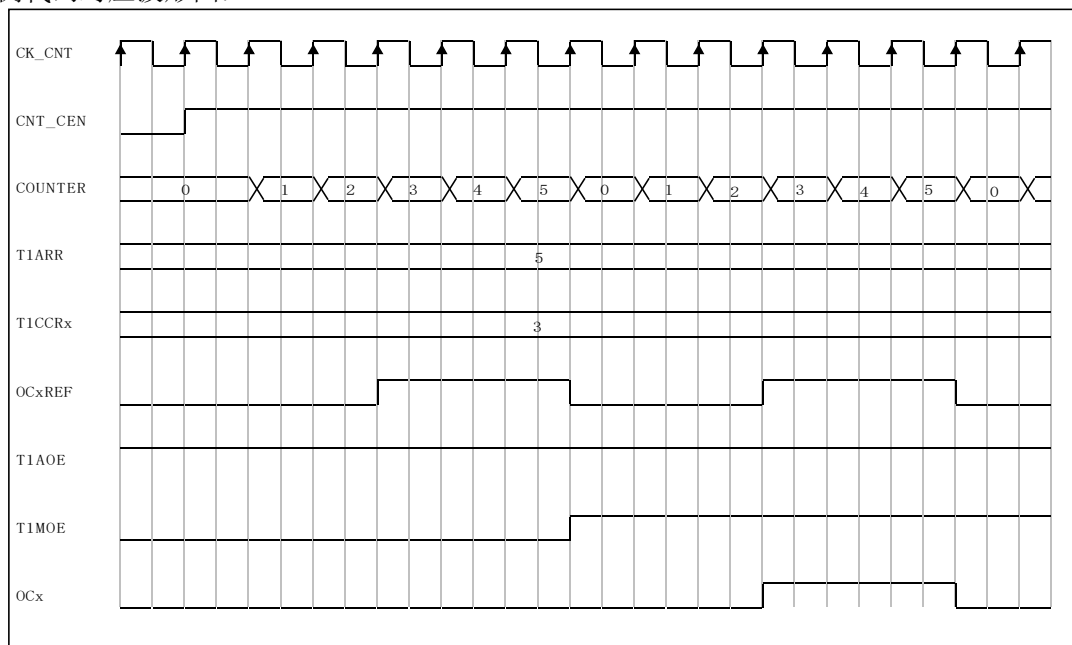 CK_CNT
CNT_CEN
COUNTER 0 1 2 3 4 5 0 1 2 3 4 5 0
T1ARR 5
T1CCRx 3
OCxREF
T1AOE
T1MOE
OCx